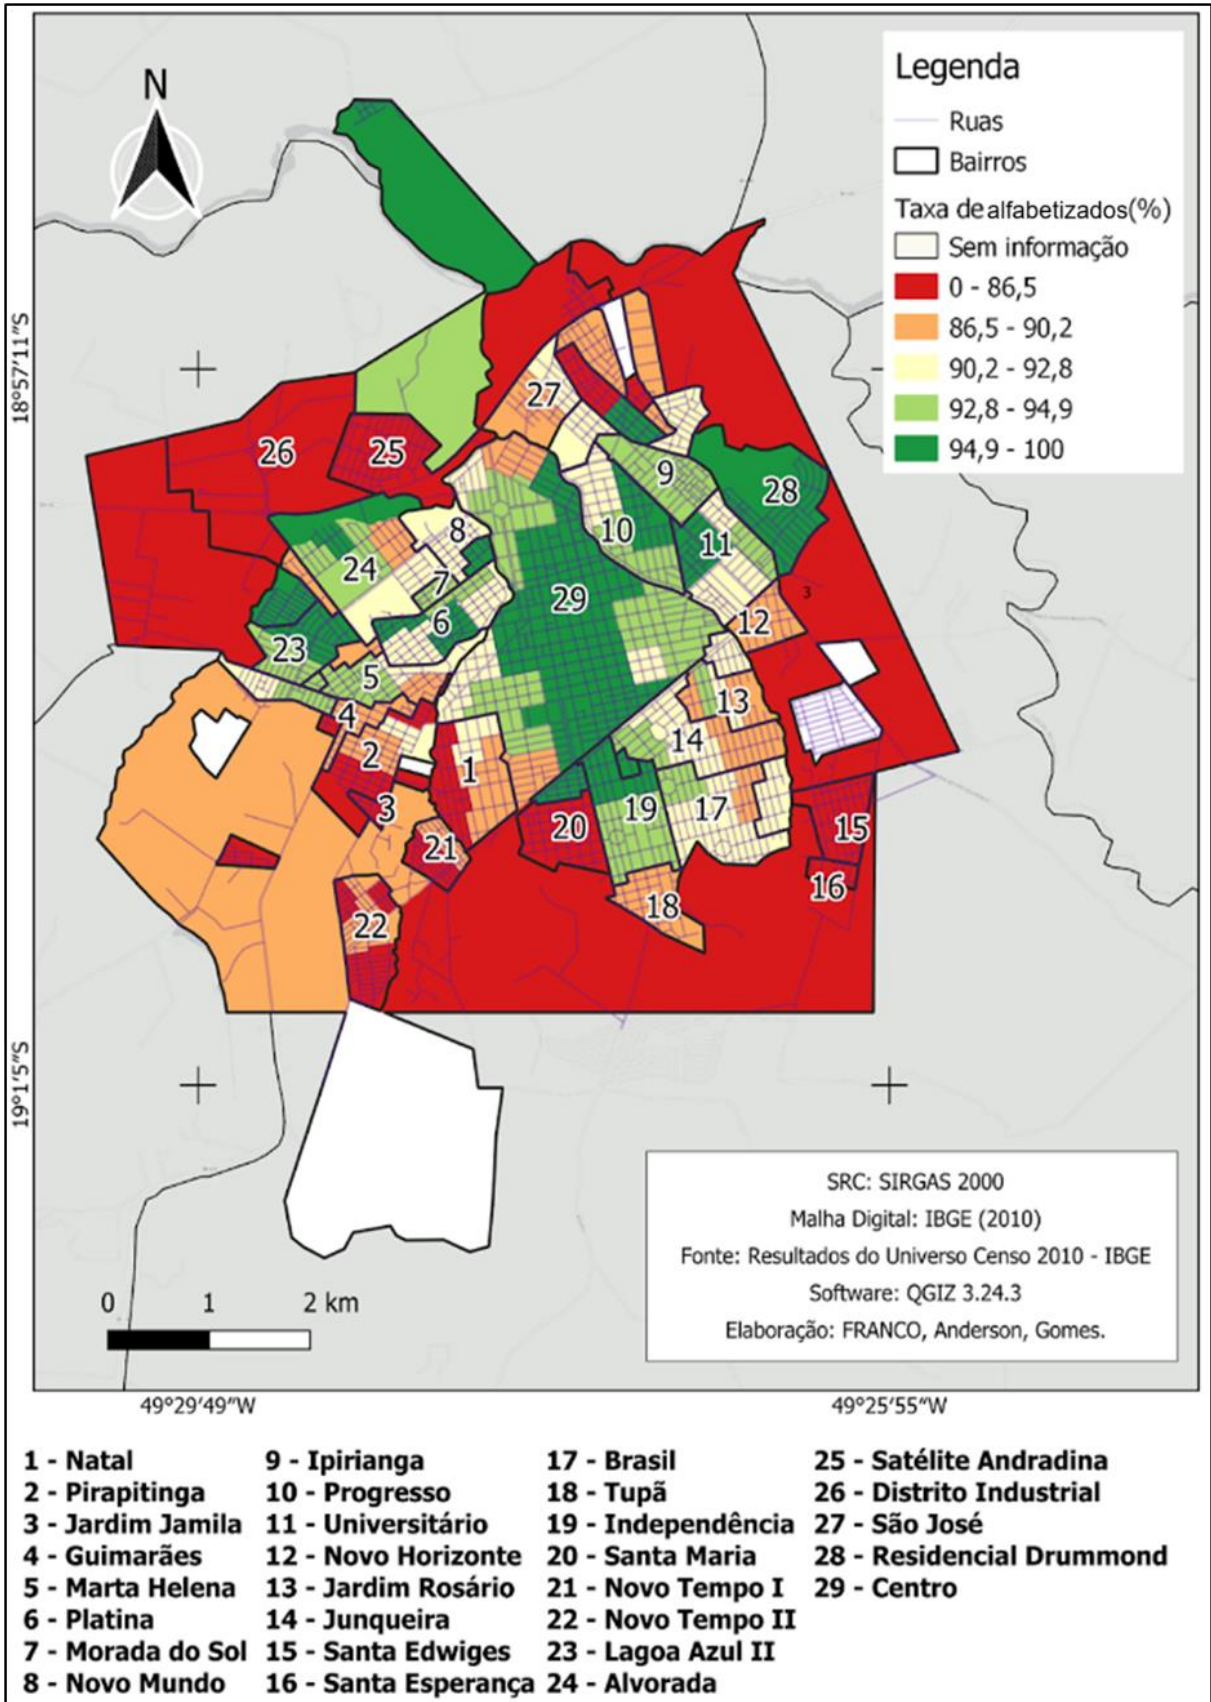 N
Legenda
Ruas
Bairros
Taxa de alfabetizados(%)
Sem informação
0 - 86,5
86,5 - 90,2
90,2 - 92,8
92,8 - 94,9
94,9 - 100
18°57'11"S
27
26
25
9
28
8
10
11
24
7
29
3
6
12
23
5
13
4
14
2
1
3
19
17
20
15
21
16
18
22
19°1'5"S
SRC: SIRGAS 2000
Malha Digital: IBGE (2010)
Fonte: Resultados do Universo Censo 2010 - IBGE
Software: QGIZ 3.24.3
Elaboração: FRANCO, Anderson, Gomes.
0 1 2 km
49°29'49"W 49°25'55"W
1 - Natal 9 - Ipirianga 17 - Brasil 25 - Satélite Andradina
2 - Pirapitinga 10 - Progresso 18 - Tupã 26 - Distrito Industrial
3 - Jardim Jamila 11 - Universitário 19 - Independência 27 - São José
4 - Guimarães 12 - Novo Horizonte 20 - Santa Maria 28 - Residencial Drummond
5 - Marta Helena 13 - Jardim Rosário 21 - Novo Tempo I 29 - Centro
6 - Platina 14 - Junqueira 22 - Novo Tempo II
7 - Morada do Sol 15 - Santa Edwiges 23 - Lagoa Azul II
8 - Novo Mundo 16 - Santa Esperança 24 - Alvorada